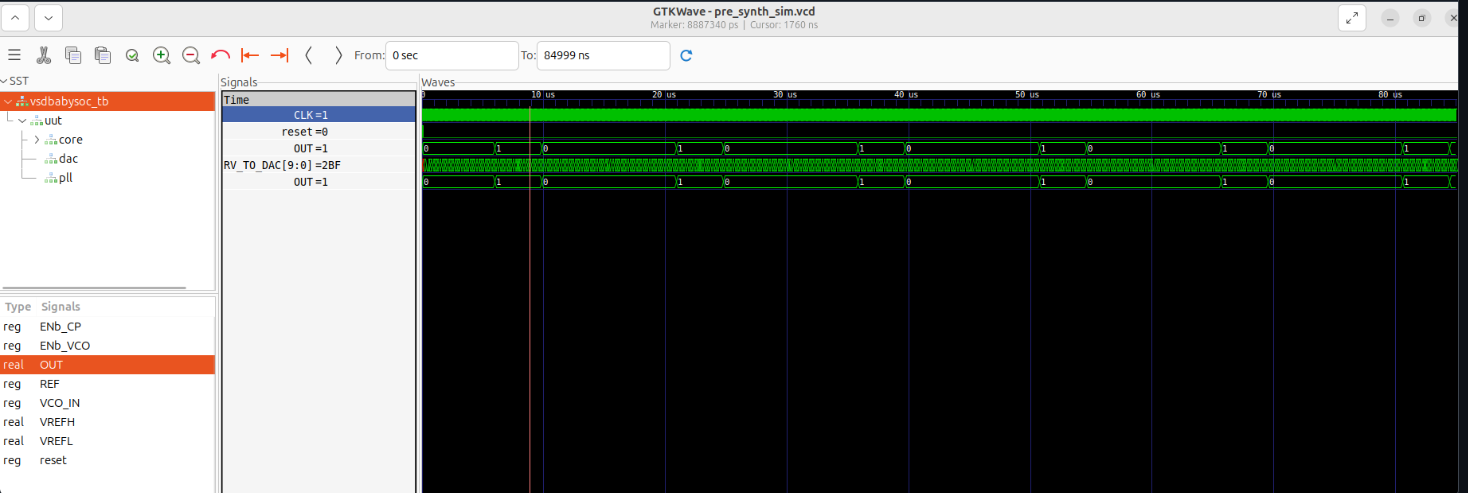 GTKWave - pre_synth_sim.vcd
Marker: 8887340 ps | Cursor: 1760 ns
From: 0 sec To: 84999 ns
SST
vsdbabysoc_tb
uut
core
dac
pll
Type Signals
reg ENb_CP
reg ENb_VCO
real OUT
reg REF
reg VCO_IN
real VREFH
real VREFL
reg reset
Signals
Time
CLK =1
reset =0
OUT =1
RV_TO_DAC[9:0] =2BF
OUT =1
Waves
0 10 us 20 us 30 us 40 us 50 us 60 us 70 us 80 us
0 1 0 1 0 1 0 1 0 1 0 1
0 1 0 1 0 1 0 1 0 1 0 1